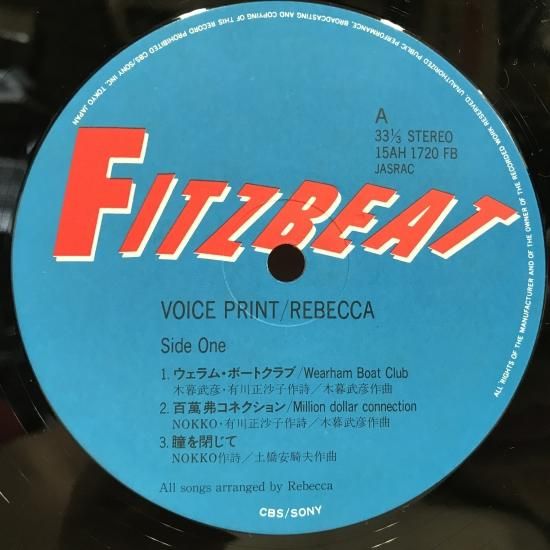 ALL RIGHTS OF THE MANUFACTURER AND OF THE OWNER OF THE RECORDED WORK RESERVED. UNAUTHORIZED PUBLIC PERFORMANCE, BROADCASTING AND COPYING OF THIS RECORD PROHIBITED CBS/SONY INC. TOKYO JAPAN
A
33⅓ STEREO
15AH 1720 FB
JASRAC
FITZBEAT
VOICE PRINT/REBECCA
Side One
1. ウェラム・ボートクラブ/Wearham Boat Club
木暮武彦・有川正沙子作詩/木暮武彦作曲
2. 百萬弗コネクション/Million dollar connection
NOKKO・有川正沙子作詩/木暮武彦作曲
3. 瞳を閉じて
NOKKO作詩/土橋安騎夫作曲
All songs arranged by Rebecca
CBS/SONY